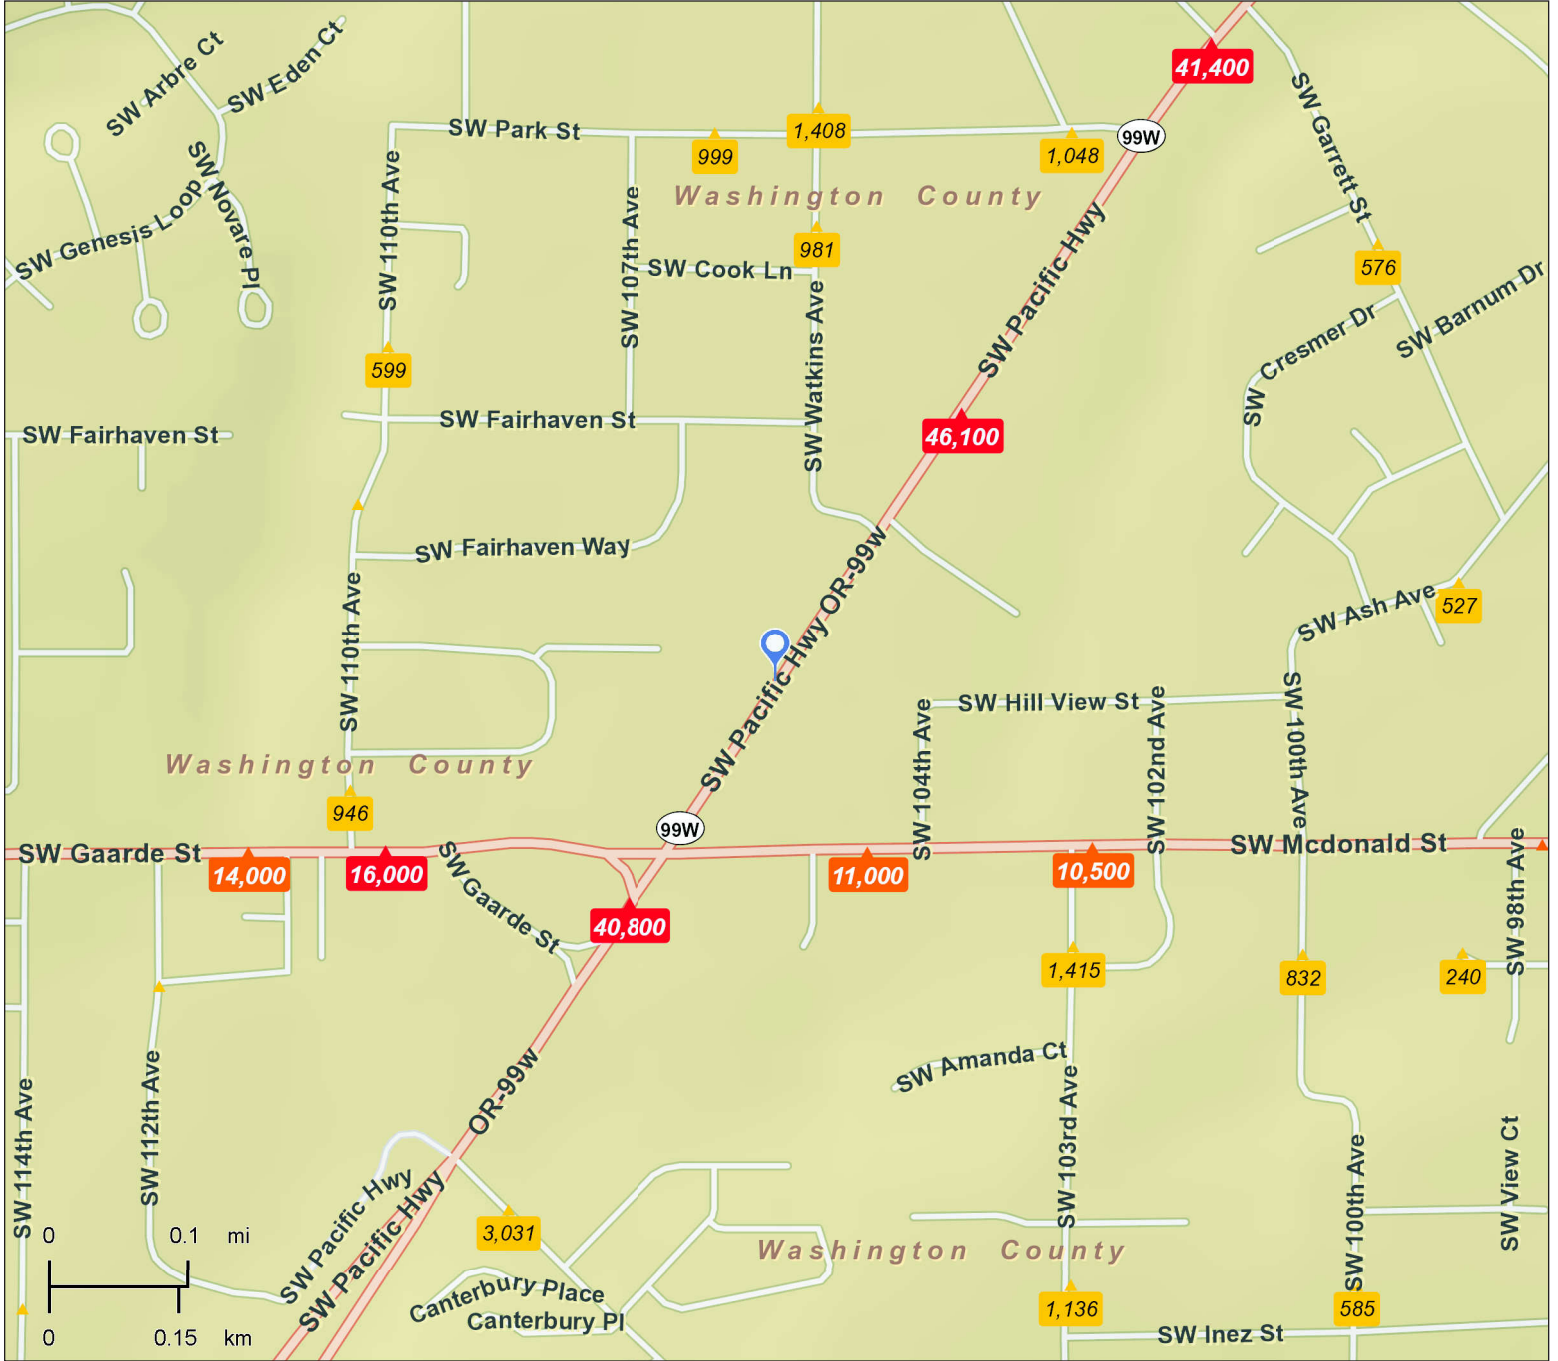 41,400
SW Arbre Ct
SW Eden Ct
SW Garrett St
SW Park St
999
1,408
1,048
99W
SW Novare Pl
SW Genesis Loop
SW 110th Ave
SW 107th Ave
Washington County
981
SW Cook Ln
SW Pacific Hwy
576
SW Barnum Dr
SW Cresmer Dr
599
SW Watkins Ave
SW Fairhaven St
SW Fairhaven St
46,100
SW Fairhaven Way
OR-99w
SW Ash Ave
527
SW 110th Ave
SW Pacific Hwy
SW Hill View St
SW 104th Ave
SW 102nd Ave
SW 100th Ave
Washington County
946
99W
SW Gaarde St
14,000
16,000
SW Gaarde St
40,800
11,000
10,500
SW Mcdonald St
SW 98th Ave
1,415
832
240
SW Amanda Ct
OR-99w
SW 114th Ave
SW 112th Ave
SW 103rd Ave
SW 100th Ave
SW View Ct
SW Pacific Hwy
SW Pacific Hwy
3,031
Washington County
Canterbury Place
Canterbury Pl
1,136
585
SW Inez St
0 0.1 mi
0 0.15 km